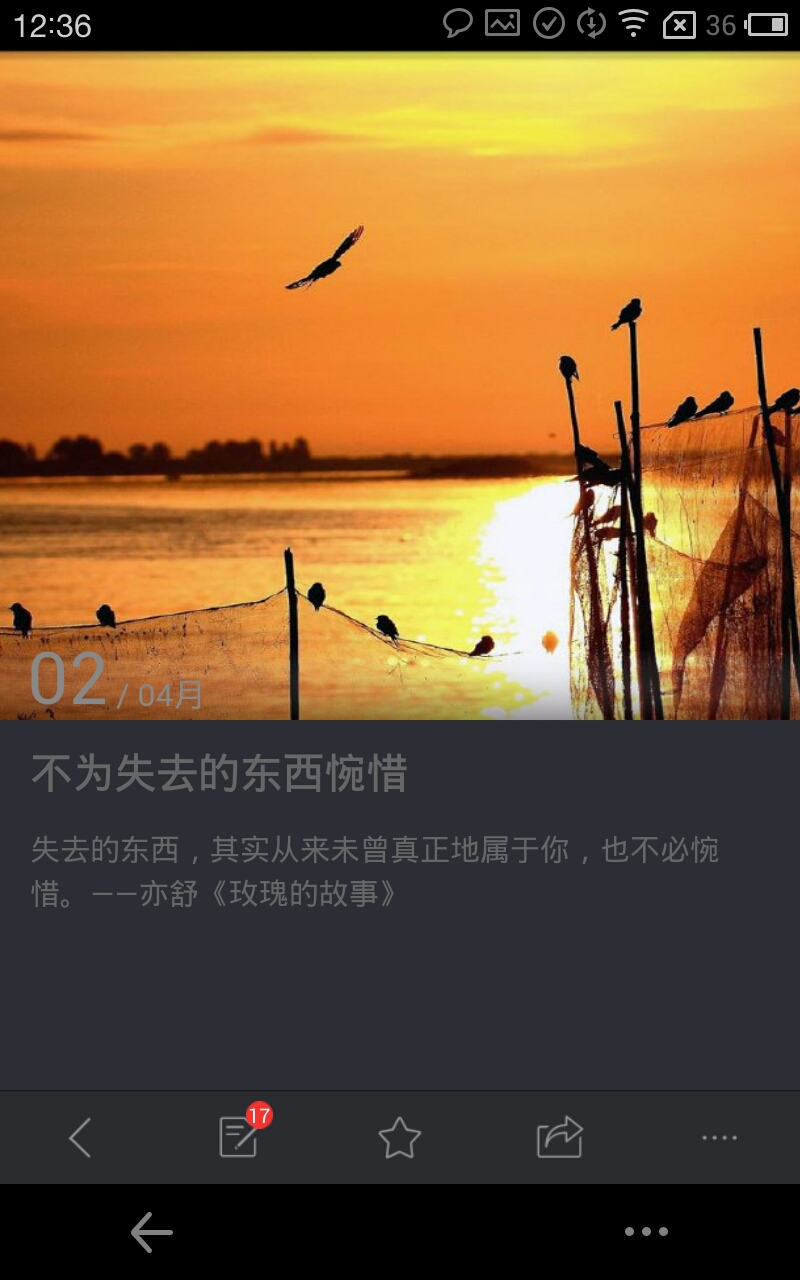 12:36
36
02 / 04月
不为失去的东西惋惜
失去的东西，其实从来未曾真正地属于你，也不必惋
惜。——亦舒《玫瑰的故事》
17